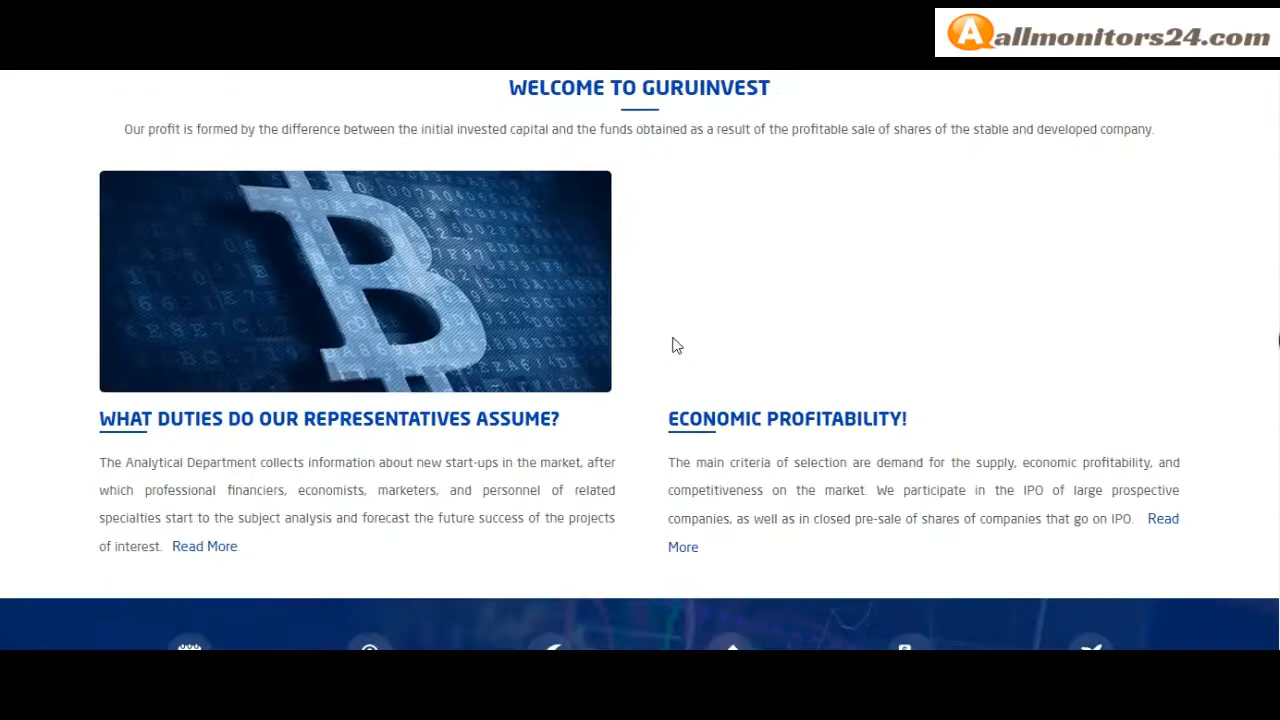 allmonitors24.com
WELCOME TO GURUINVEST
Our profit is formed by the difference between the initial invested capital and the funds obtained as a result of the profitable sale of shares of the stable and developed company.
WHAT DUTIES DO OUR REPRESENTATIVES ASSUME?
The Analytical Department collects information about new start-ups in the market, after
which professional financiers, economists, marketers, and personnel of related
specialties start to the subject analysis and forecast the future success of the projects
of interest. Read More
ECONOMIC PROFITABILITY!
The main criteria of selection are demand for the supply, economic profitability, and
competitiveness on the market. We participate in the IPO of large prospective
companies, as well as in closed pre-sale of shares of companies that go on IPO. Read
More